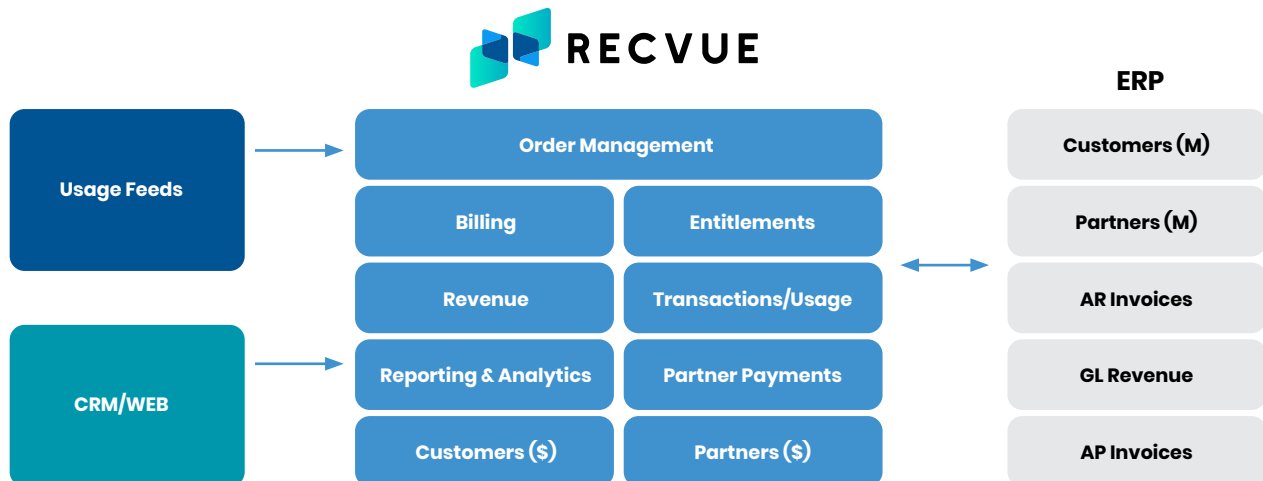 RECVUE
ERP
Usage Feeds
CRM/WEB
Order Management
Billing
Entitlements
Revenue
Transactions/Usage
Reporting & Analytics
Partner Payments
Customers ($)
Partners ($)
Customers (M)
Partners (M)
AR Invoices
GL Revenue
AP Invoices